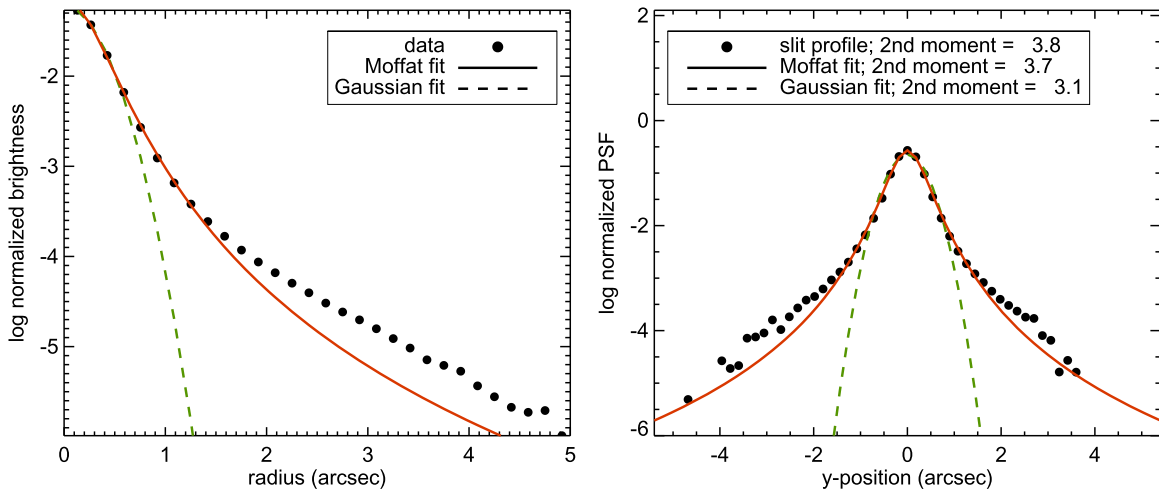 data
Moffat fit
Gaussian fit
-2
-3
-4
-5
log normalized brightness
0 1 2 3 4 5
radius (arcsec)
slit profile; 2nd moment = 3.8
Moffat fit; 2nd moment = 3.7
Gaussian fit; 2nd moment = 3.1
2
0
-2
-4
-6
log normalized PSF
-4 -2 0 2 4
y-position (arcsec)